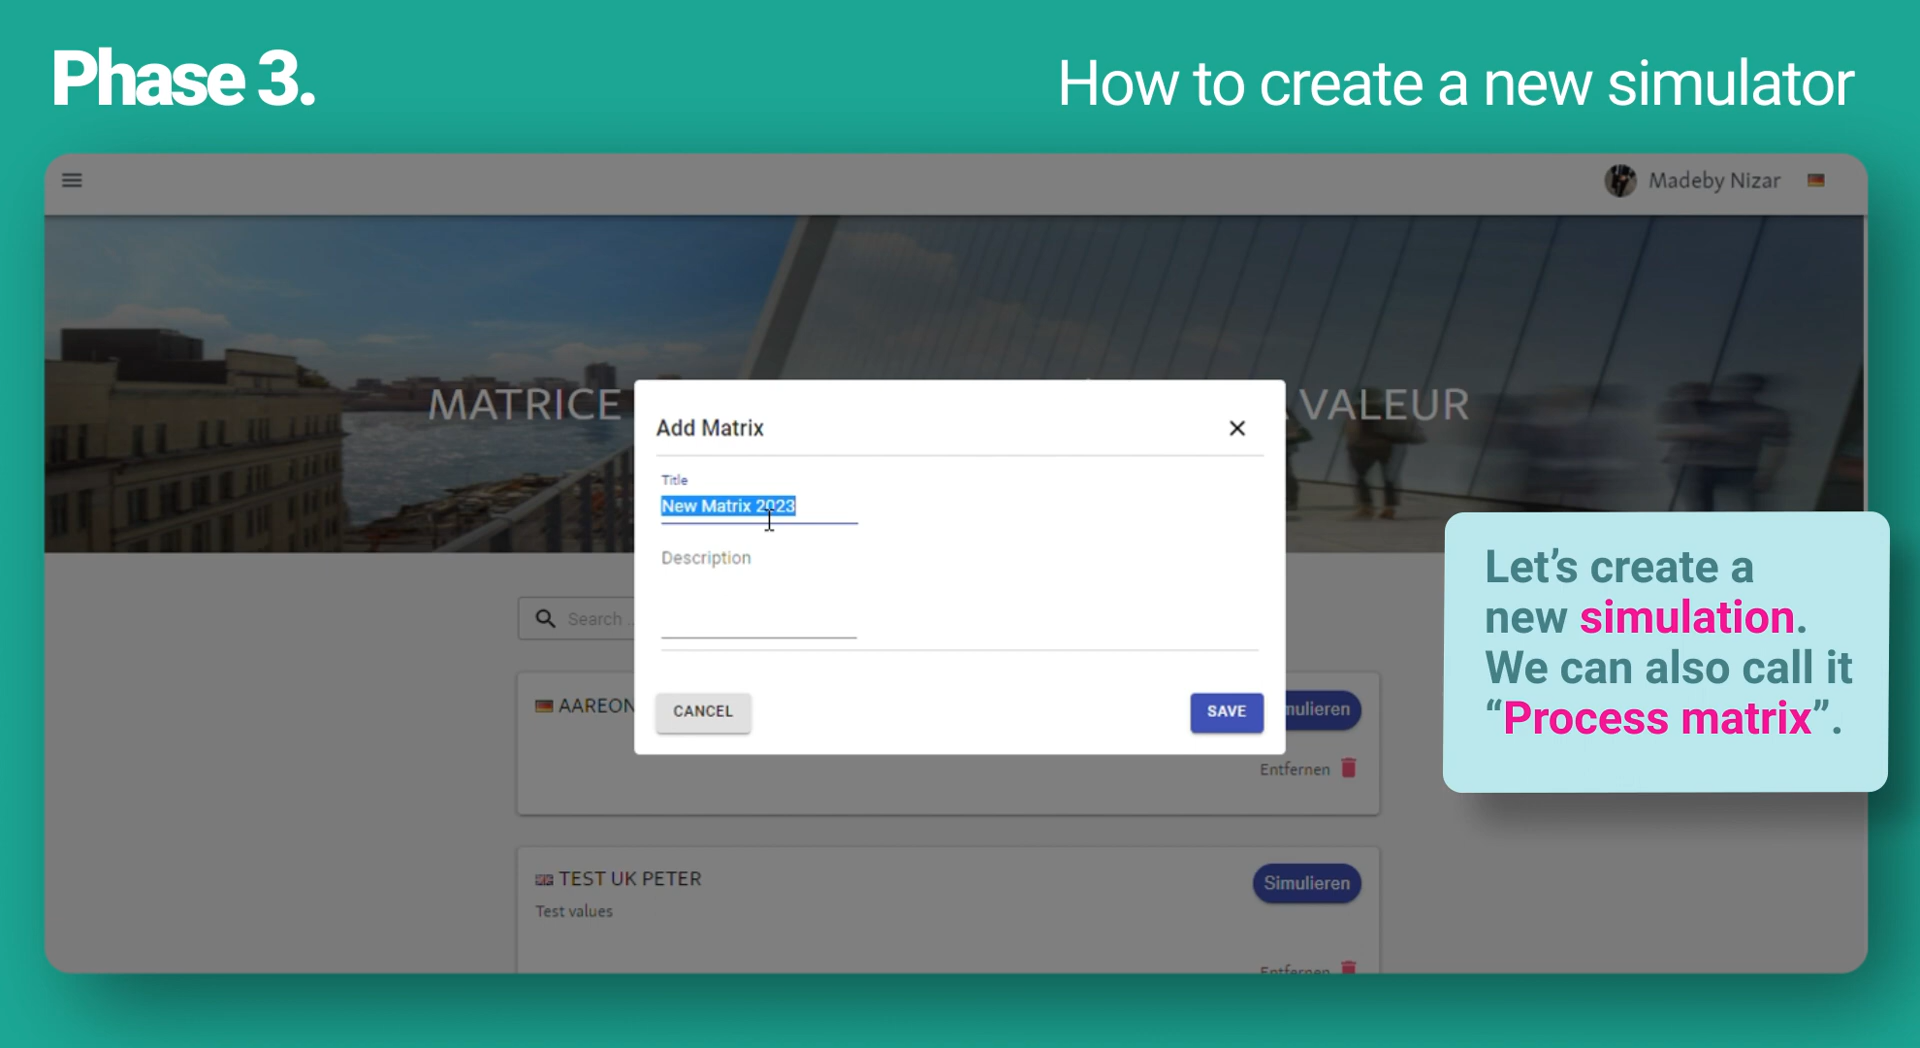 Phase 3.
How to create a new simulator
Madeby Nizar
MATRICE
VALEUR
Add Matrix
Title
New Matrix 2023
Description
Search
CANCEL
SAVE
AAREON
Entfernen
TEST UK PETER
Simulieren
Test values
Entfernen
Let’s create a
new simulation.
We can also call it
“Process matrix”.